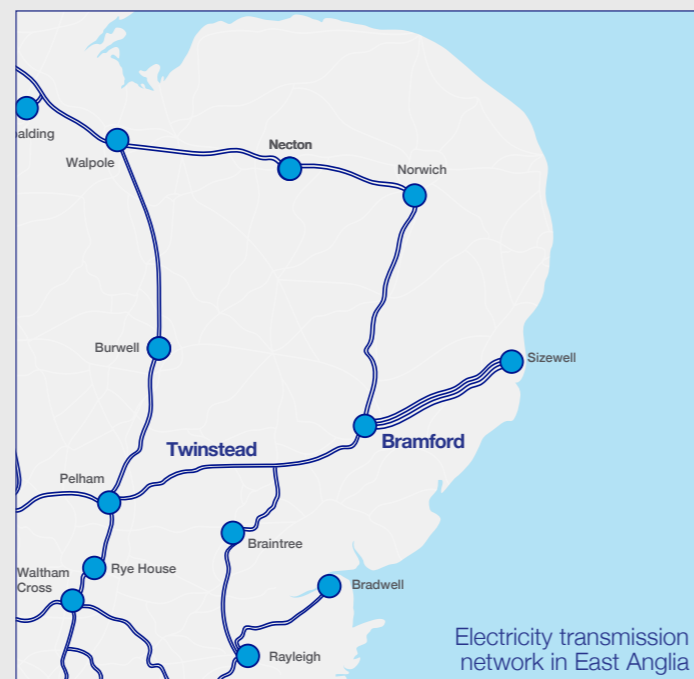 alding
Walpole
Necton
Norwich
Burwell
Sizewell
Twinstead
Bramford
Pelham
Braintree
Waltham
Cross
Rye House
Bradwell
Rayleigh
Electricity transmission
network in East Anglia